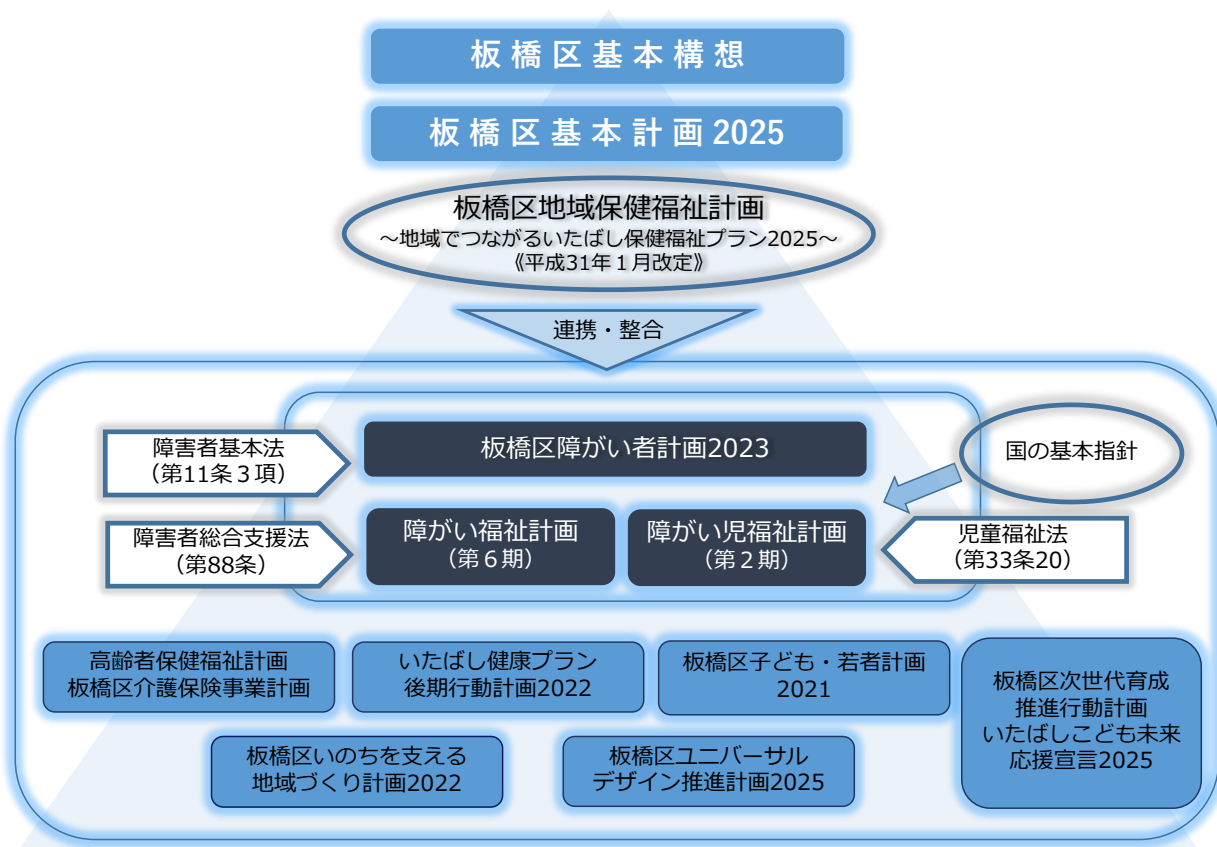 板橋区基本構想
板橋区基本計画2025
板橋区地域保健福祉計画
～地域でつながるいたばし保健福祉プラン2025～
《平成31年１月改定》
連携・整合
障害者基本法
（第11条３項）
板橋区障がい者計画2023
国の基本指針
障害者総合支援法
（第88条）
障がい福祉計画
（第６期）
障がい児福祉計画
（第２期）
児童福祉法
（第33条20）
高齢者保健福祉計画
板橋区介護保険事業計画
いたばし健康プラン
後期行動計画2022
板橋区子ども・若者計画
2021
板橋区次世代育成
推進行動計画
いたばしこども未来
応援宣言2025
板橋区いのちを支える
地域づくり計画2022
板橋区ユニバーサル
デザイン推進計画2025